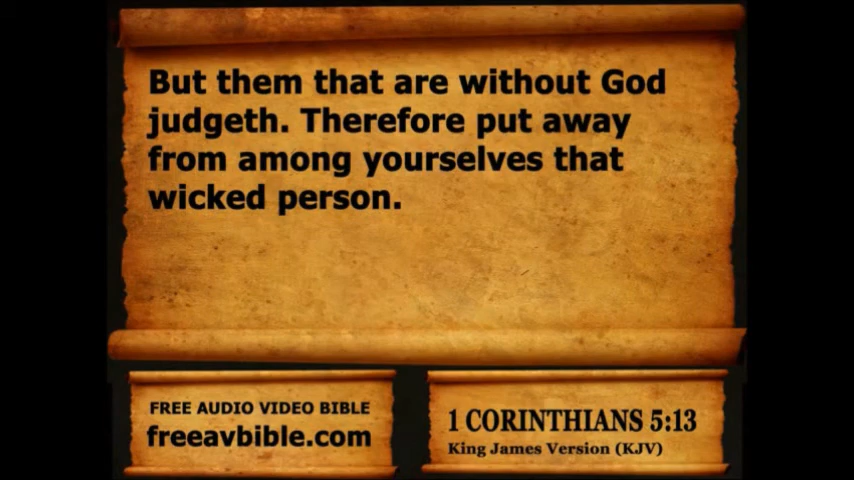 But them that are without God
judgeth. Therefore put away
from among yourselves that
wicked person.
FREE AUDIO VIDEO BIBLE
freeavbible.com
1 CORINTHIANS 5:13
King James Version (KJV)